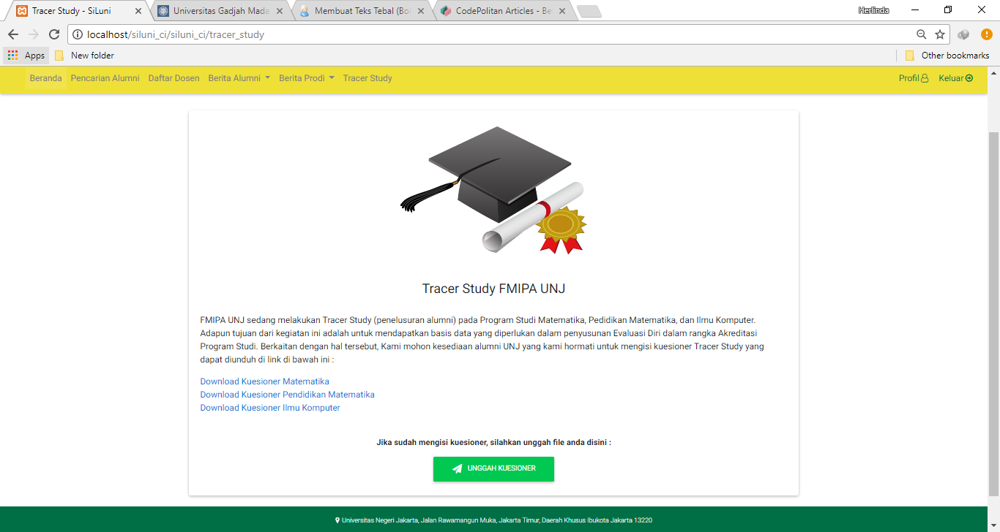 Tracer Study - SiLuni
Universitas Gadjah Mada
Membuat Teks Tebal (Bol
CodePolitan Articles - Be
Herlinda
localhost/siluni_ci/siluni_ci/tracer_study
Apps
New folder
Other bookmarks
Beranda Pencarian Alumni Daftar Dosen Berita Alumni Berita Prodi Tracer Study Profil Keluar
Tracer Study FMIPA UNJ
FMIPA UNJ sedang melakukan Tracer Study (penelusuran alumni) pada Program Studi Matematika, Pedidikan Matematika, dan Ilmu Komputer.
Adapun tujuan dari kegiatan ini adalah untuk mendapatkan basis data yang diperlukan dalam penyusunan Evaluasi Diri dalam rangka Akreditasi
Program Studi. Berkaitan dengan hal tersebut, Kami mohon kesediaan alumni UNJ yang kami hormati untuk mengisi kuesioner Tracer Study yang
dapat diunduh di link di bawah ini :
Download Kuesioner Matematika
Download Kuesioner Pendidikan Matematika
Download Kuesioner Ilmu Komputer
Jika sudah mengisi kuesioner, silahkan unggah file anda disini :
UNGGAH KUESIONER
Universitas Negeri Jakarta, Jalan Rawamangun Muka, Jakarta Timur, Daerah Khusus Ibukota Jakarta 13220